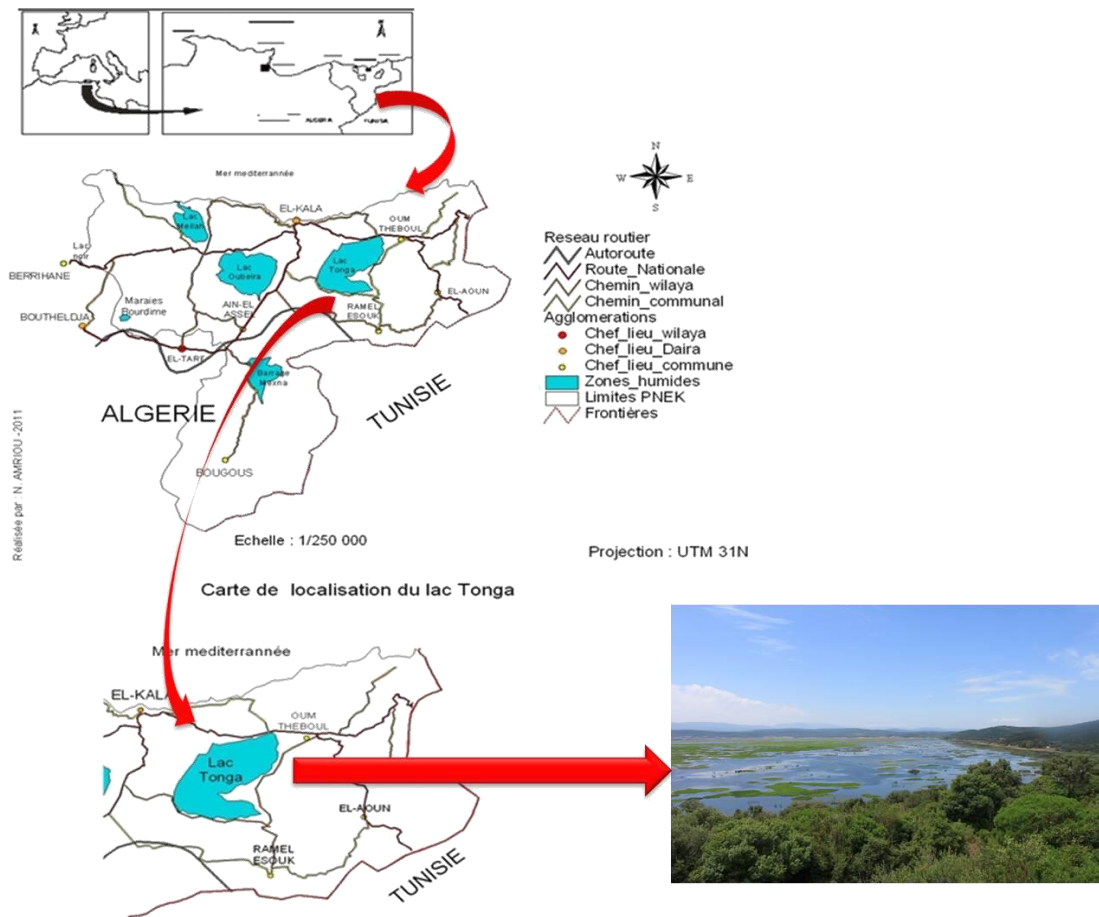 ALGERIA
TUNISIA
Mer mediterrannée
EL-KALA
OUM
THEBOUL
Lac
Mellah
Lac
noir
BERRIHANE
Lac
Oubeira
Lac
Tonga
EL-AOUN
Maraies
Bourdime
AIN-EL
ASSEL
RAMEL
ESOUK
BOUTHELDJA
EL-TARF
Barrage
Mexna
ALGERIE
TUNISIE
BOUGOUS
N
W
E
S
Reseau routier
Autoroute
Route_Nationale
Chemin_wilaya
Chemin_communal
Agglomerations
Chef_lieu_wilaya
Chef_lieu_Daira
Chef_lieu_commune
Zones_humides
Limites PNEK
Frontières
Réalisée par : N. AMRIOU -2011
Echelle : 1/250 000
Projection : UTM 31N
Carte de localisation du lac Tonga
Mer mediterrannée
EL-KALA
OUM
THEBOUL
Lac
Tonga
EL-AOUN
RAMEL
ESOUK
TUNISIE